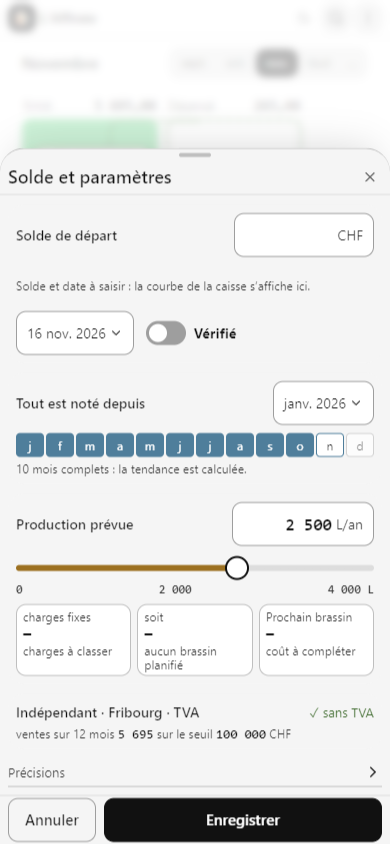 Novembre
Solde et paramètres
Solde de départ
CHF
Solde et date à saisir : la courbe de la caisse s'affiche ici.
16 nov. 2026
Vérifié
Tout est noté depuis
janv. 2026
j f m a m j j a s o n d
10 mois complets : la tendance est calculée.
Production prévue
2 500 L/an
0 2 000 4 000 L
charges fixes
–
charges à classer
soit
–
aucun brassin
planifié
Prochain brassin
–
coût à compléter
Indépendant · Fribourg · TVA
✓ sans TVA
ventes sur 12 mois 5 695 sur le seuil 100 000 CHF
Précisions
Annuler
Enregistrer